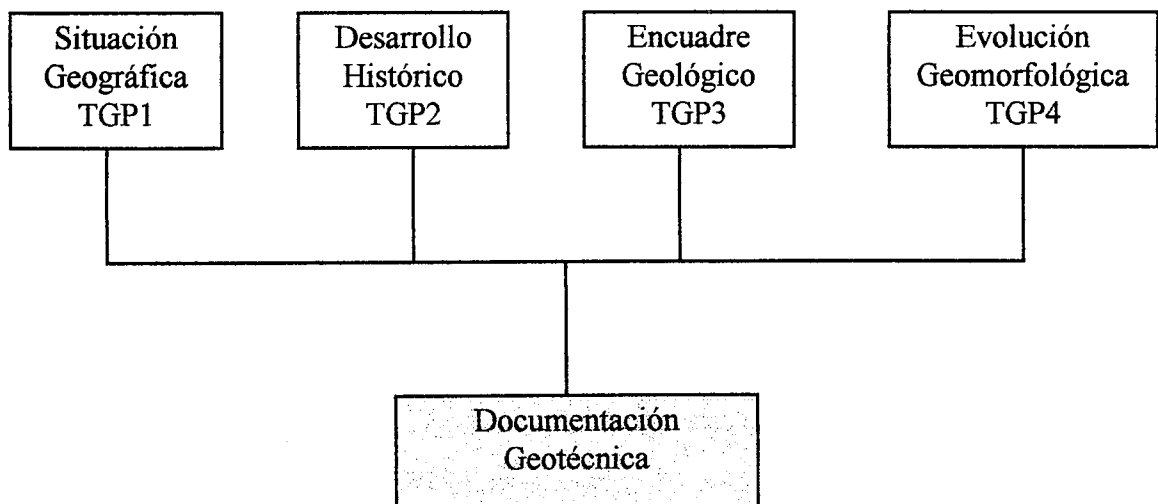 Situación
Geográfica
TGP1
Desarrollo
Histórico
TGP2
Encuadre
Geológico
TGP3
Evolución
Geomorfológica
TGP4
Documentación
Geotécnica